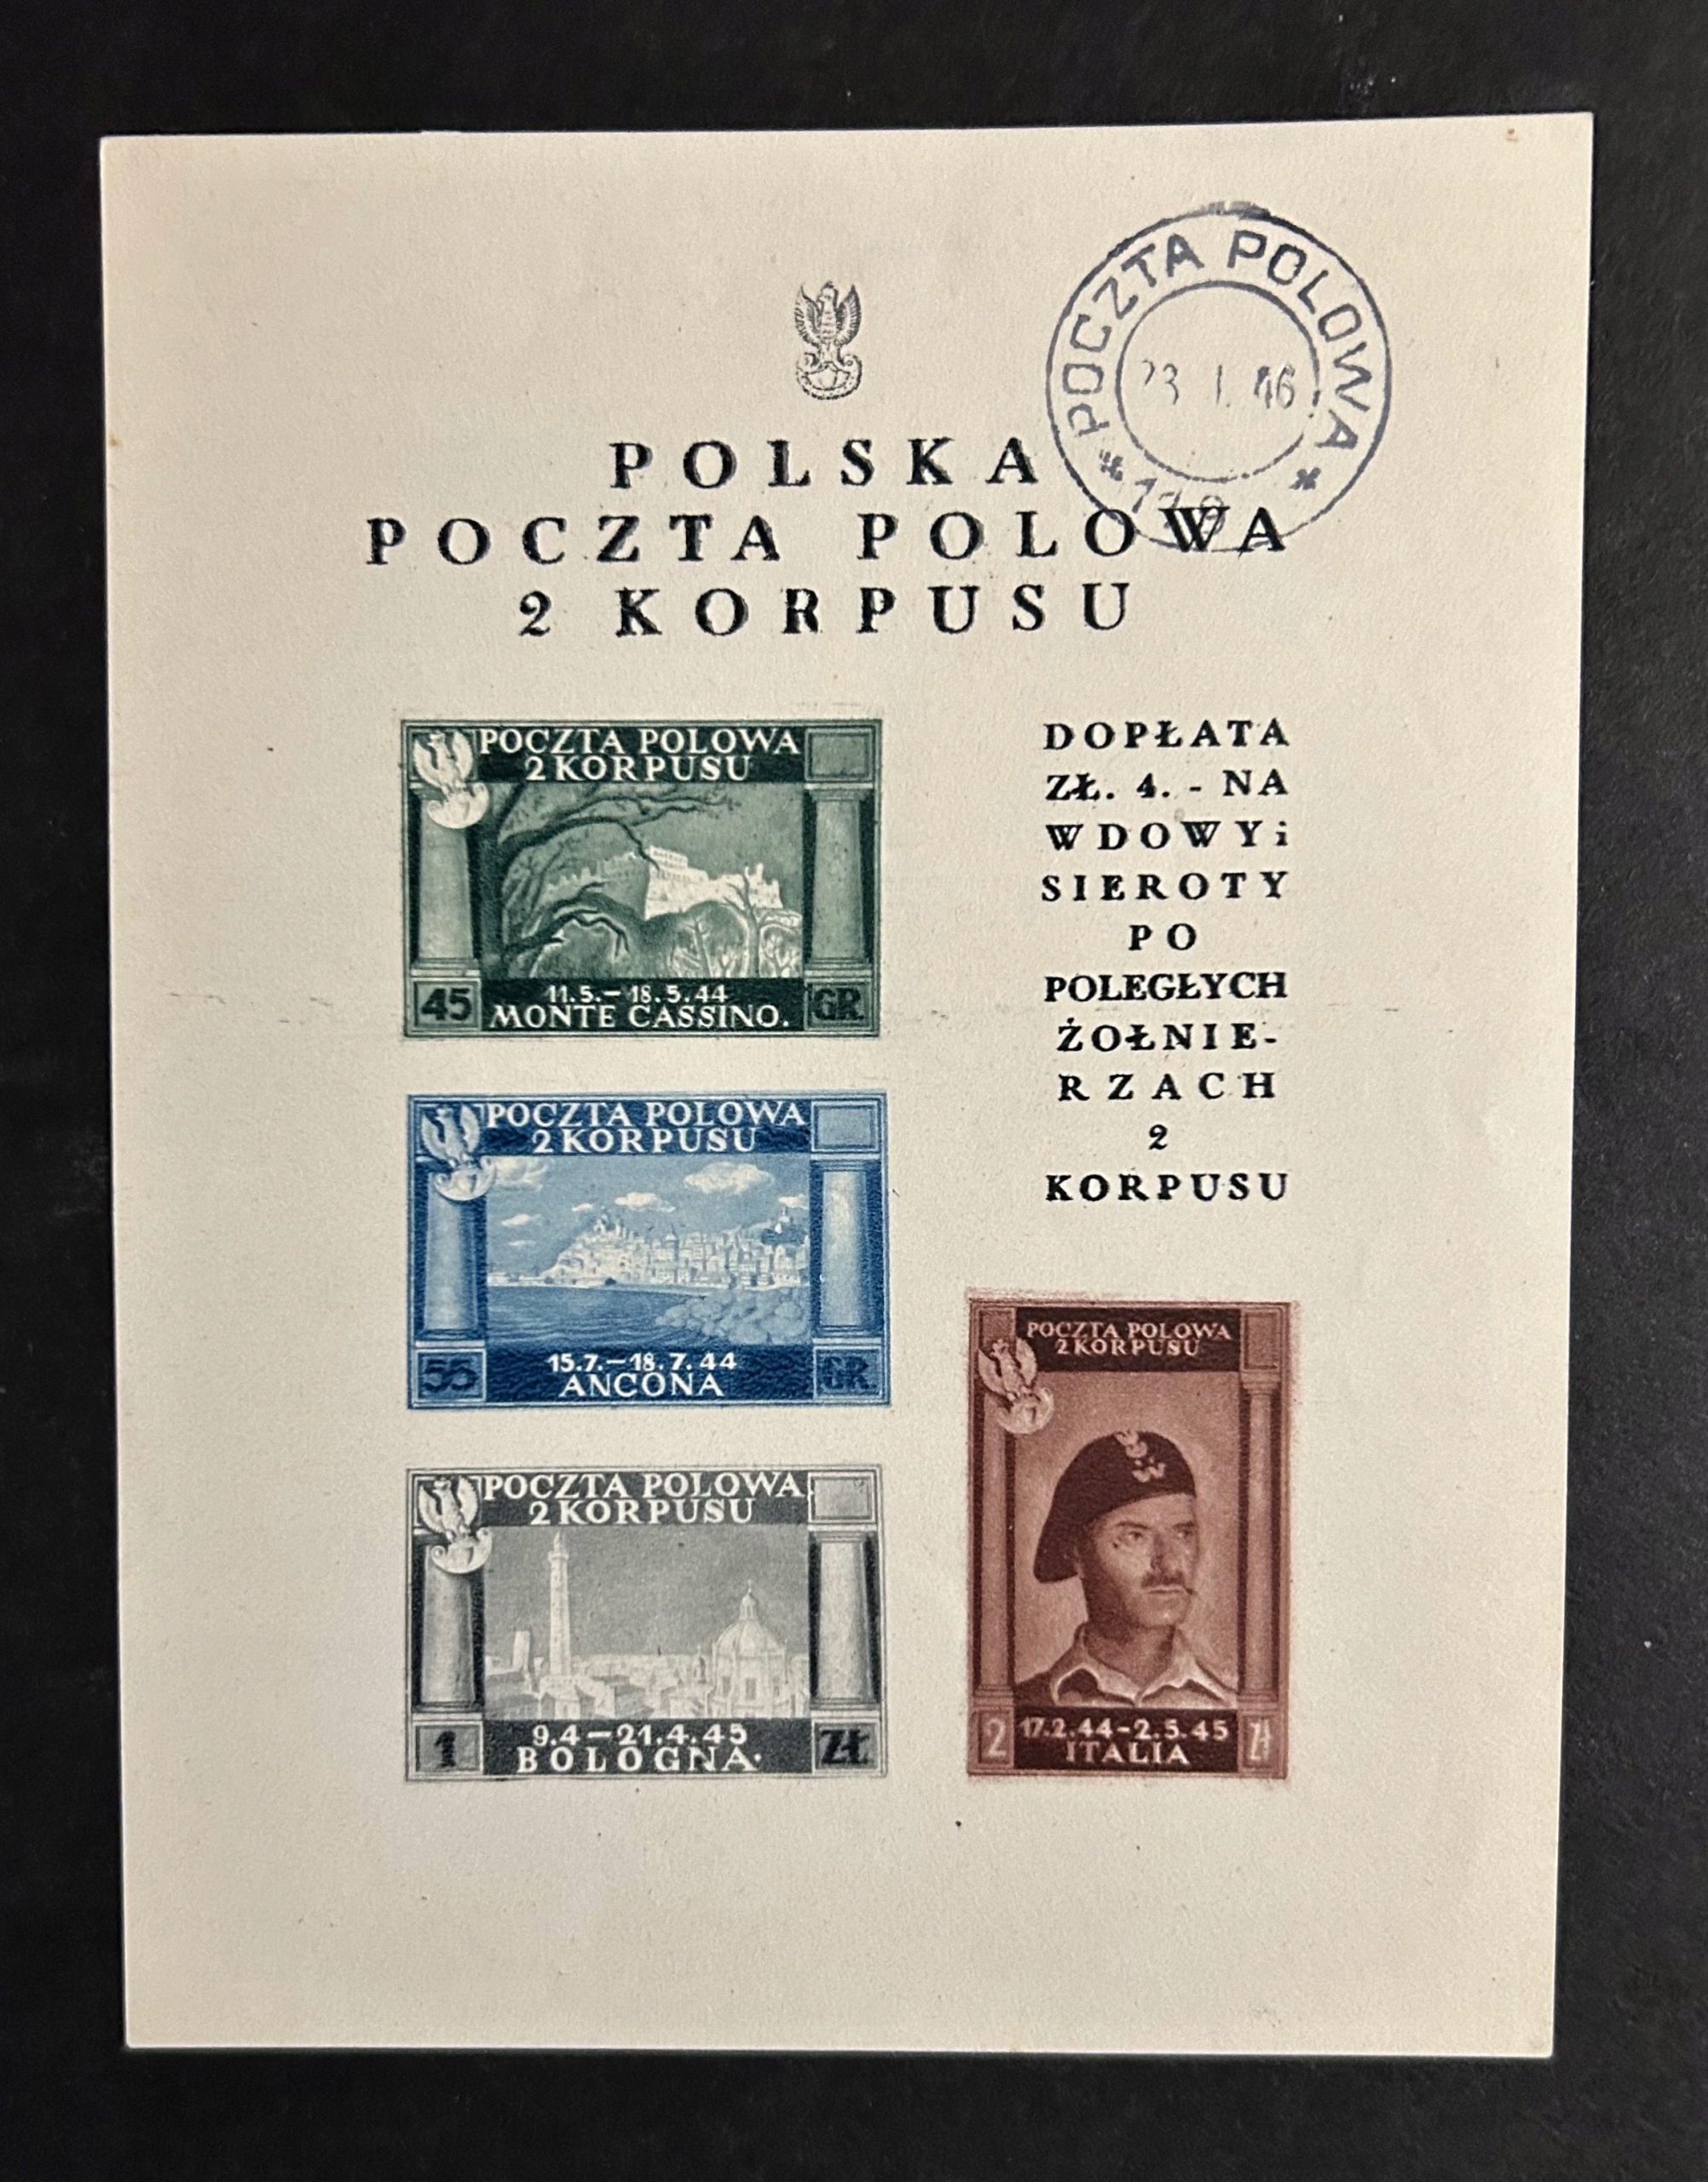 POCZTA POLOWA
I. 46
POLSKA
POCZTA POLOWA
2 KORPUSU
POCZTA POLOWA
2 KORPUSU
45
11.5.–18.5.44
MONTE CASSINO.
GR.
DOPŁATA
ZŁ. 4. - NA
WDOWY i
SIEROTY
PO
POLEGŁYCH
ŻOŁNIE-
RZACH
2
KORPUSU
POCZTA POLOWA
2 KORPUSU
55
15.7.–18.7.44
ANCONA
GR.
POCZTA POLOWA
2 KORPUSU
1
9.4–21.4.45
BOLOGNA·
ZŁ
POCZTA POLOWA
2 KORPUSU
2
17.2.44–2.5.45
ITALIA
ZŁ